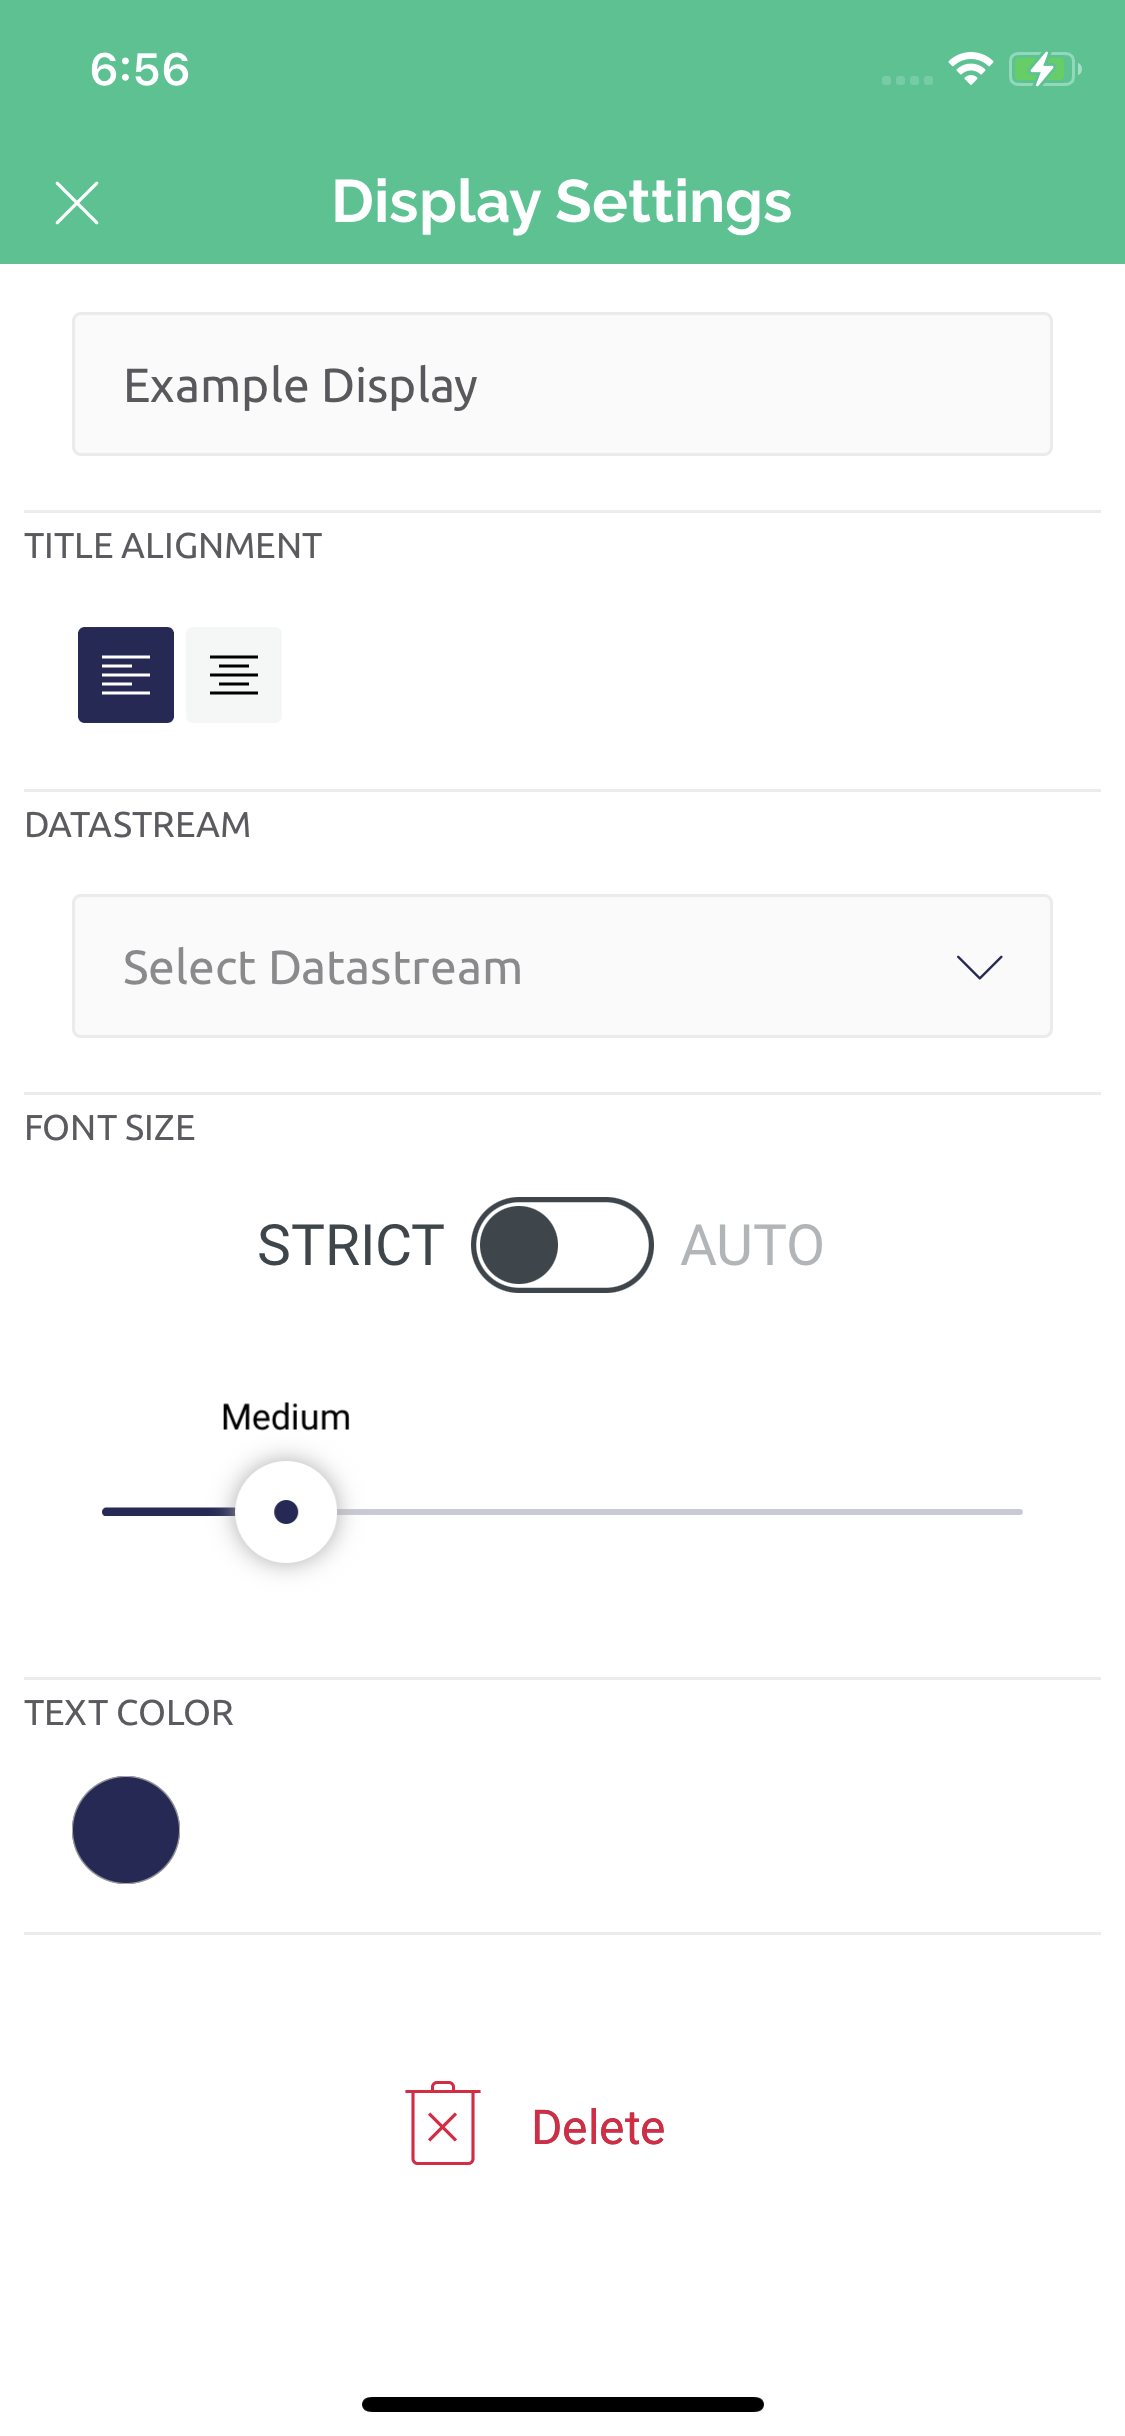 6:56
Display Settings
Example Display
TITLE ALIGNMENT
DATASTREAM
Select Datastream
FONT SIZE
STRICT AUTO
Medium
TEXT COLOR
Delete